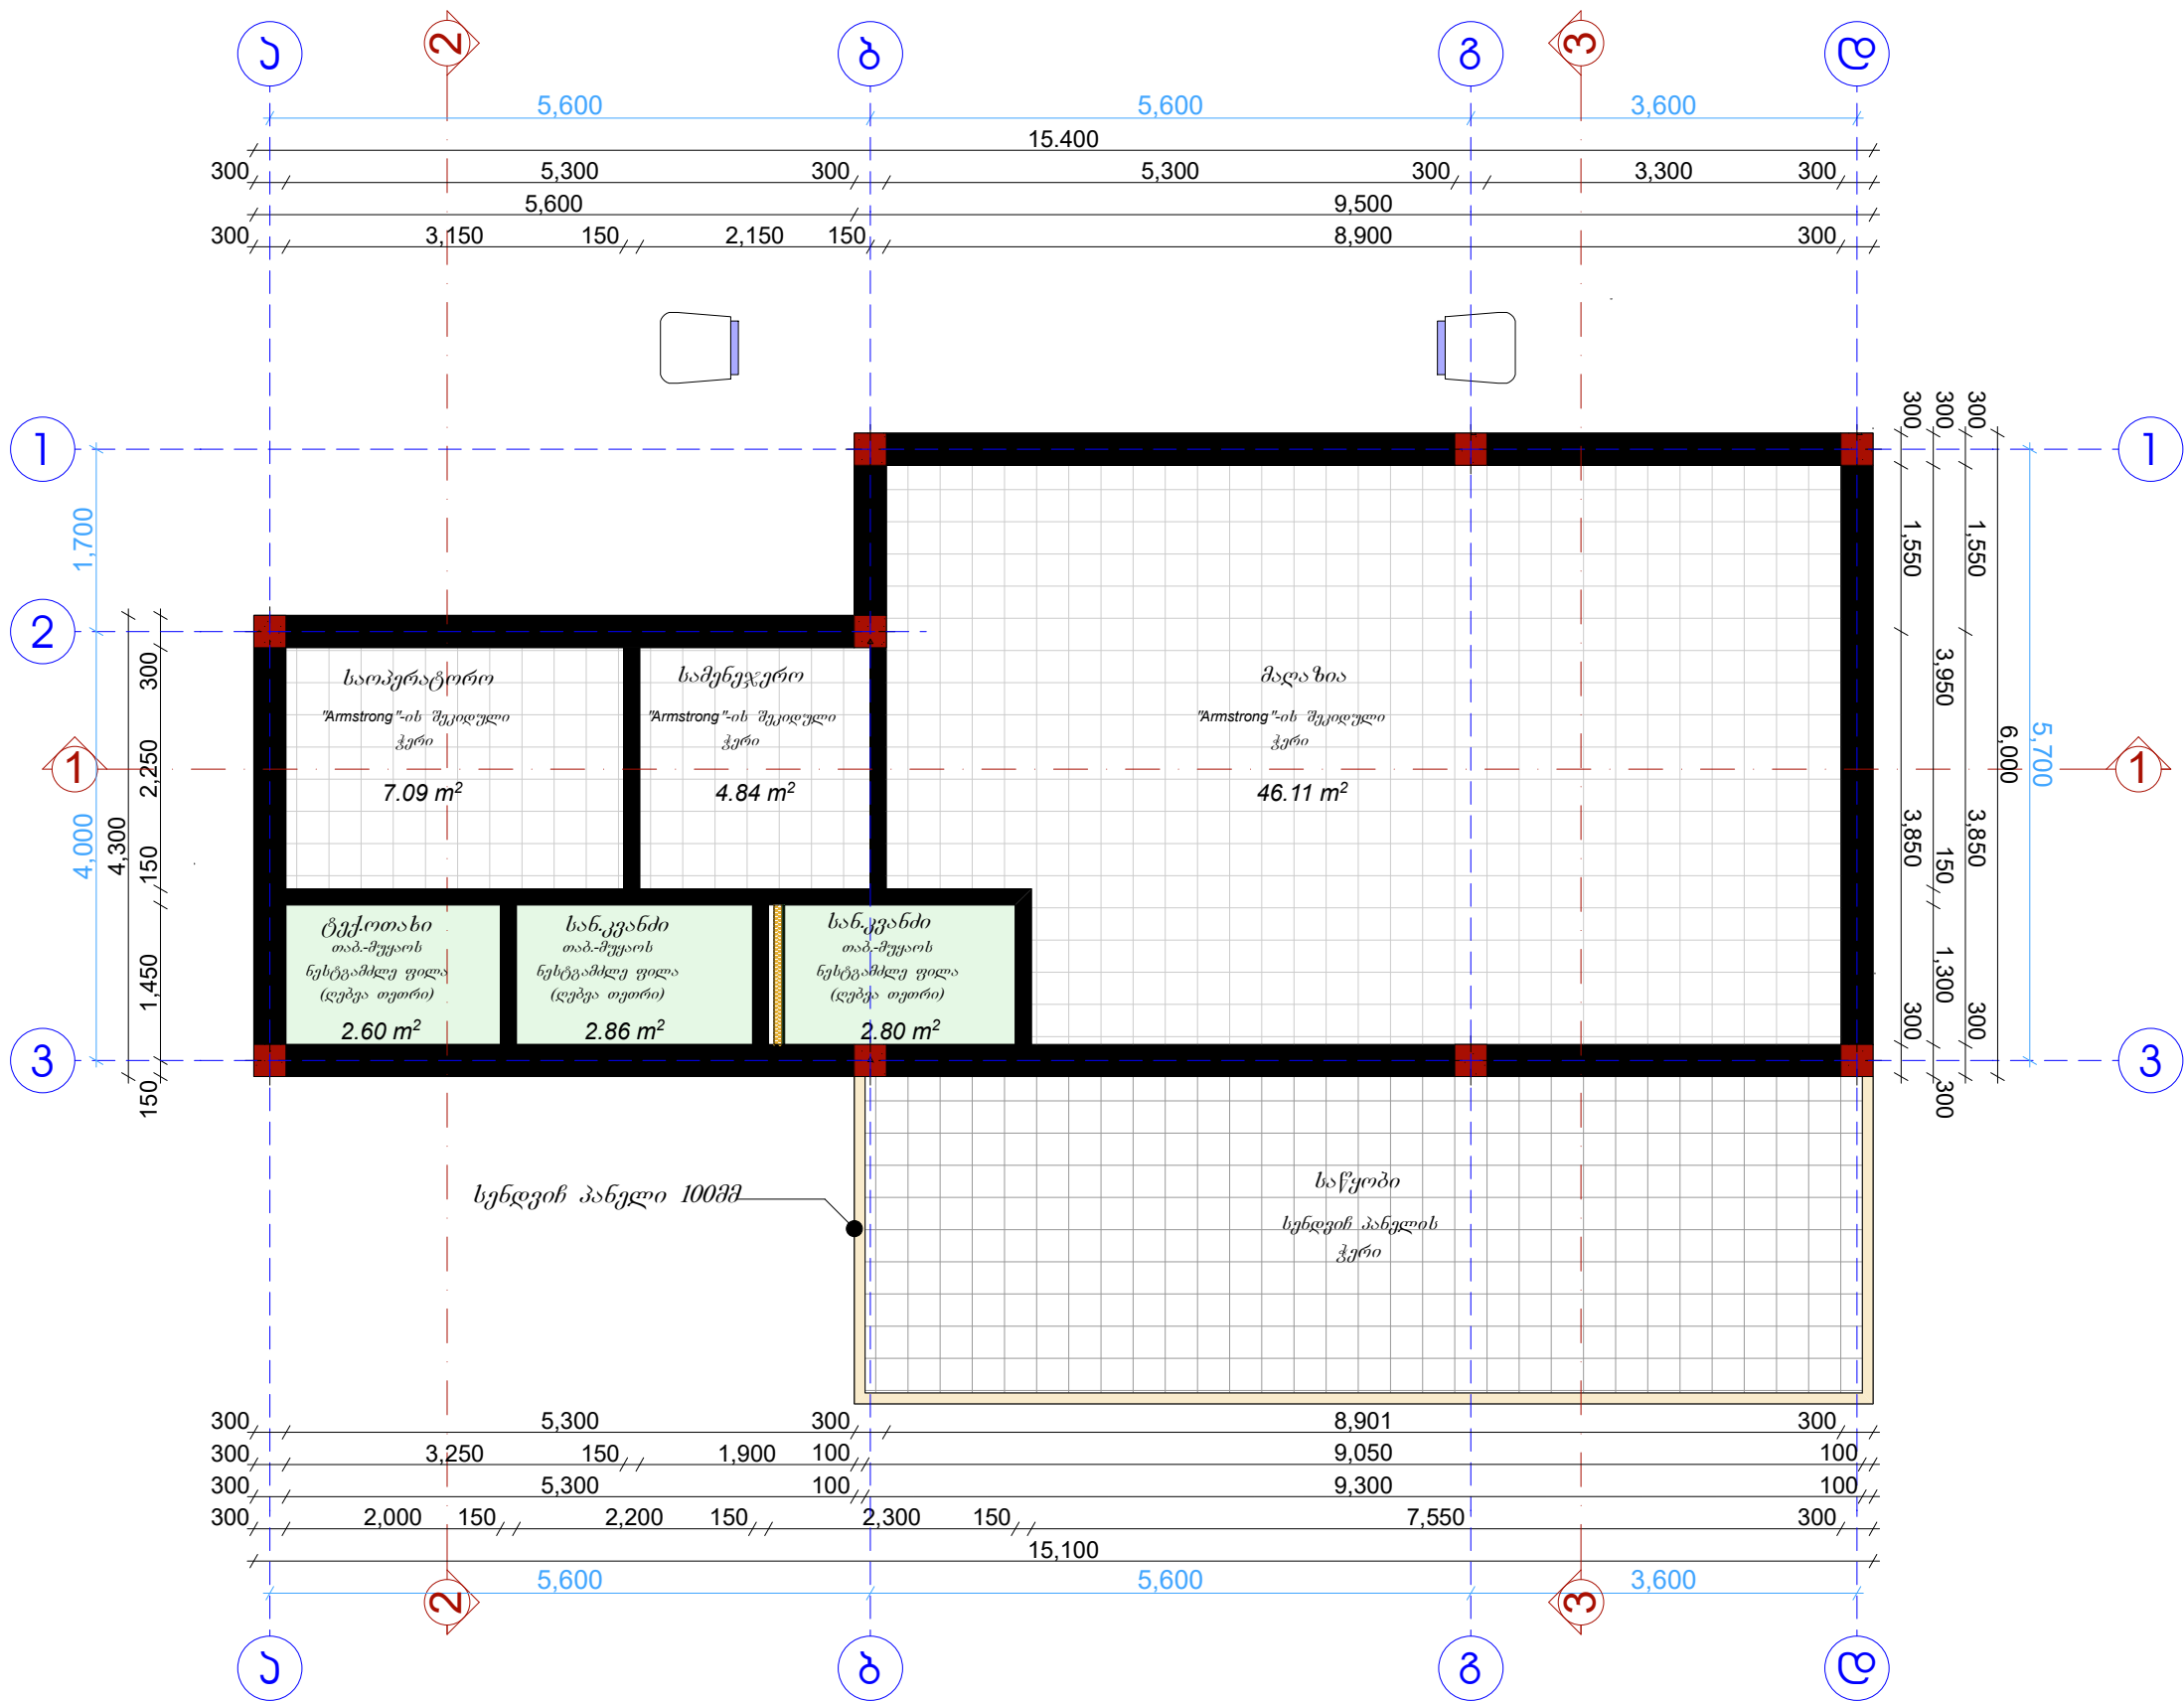 ა
2
ბ
გ
3
დ
5,600
5,600
3,600
15.400
300
5,300
300
5,300
300
3,300
300
5,600
9,500
300
3,150
150
2,150
150
8,900
300
1
1
300
300
300
1,700
1,550
1,550
2
საოპერატორო
"Armstrong"-ის შეკიდული
ჭერი
7.09 m²
სამენეჯერო
"Armstrong"-ის შეკიდული
ჭერი
4.84 m²
მაღაზია
"Armstrong"-ის შეკიდული
ჭერი
46.11 m²
300
2,250
150
1,450
150
4,300
4,000
1
1
3,950
6,000
5,700
3,850
150
3,850
1,300
300
300
300
ტექ.ოთახი
თაბ.-მუყაოს
ნესტგამძლე ფილა
(ღებვა თეთრი)
2.60 m²
სან.კვანძი
თაბ.-მუყაოს
ნესტგამძლე ფილა
(ღებვა თეთრი)
2.86 m²
სან.კვანძი
თაბ.-მუყაოს
ნესტგამძლე ფილა
(ღებვა თეთრი)
2.80 m²
3
3
სენდვიჩ პანელი 100მმ
საწყობი
სენდვიჩ პანელის
ჭერი
300
5,300
300
8,901
300
300
3,250
150
1,900
100
9,050
100
300
5,300
100
9,300
100
300
2,000
150
2,200
150
2,300
150
7,550
300
15,100
5,600
5,600
3,600
2
3
ა
ბ
გ
დ